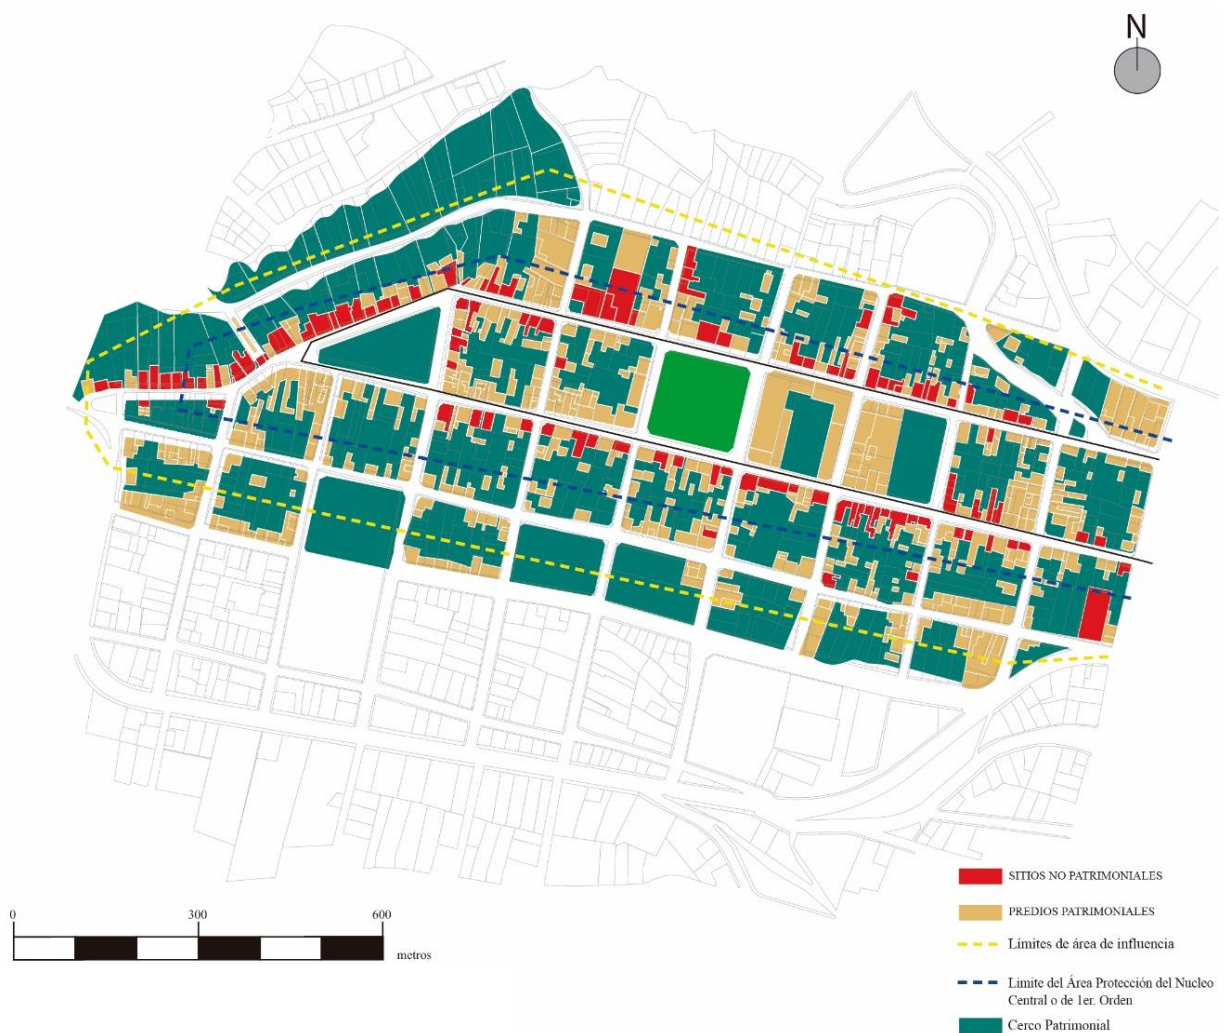 N
SITIOS NO PATRIMONIALES
PREDIOS PATRIMONIALES
Límites de área de influencia
Limite del Área Protección del Nucleo
Central o de 1er. Orden
Cerco Patrimonial
0 300 600
metros